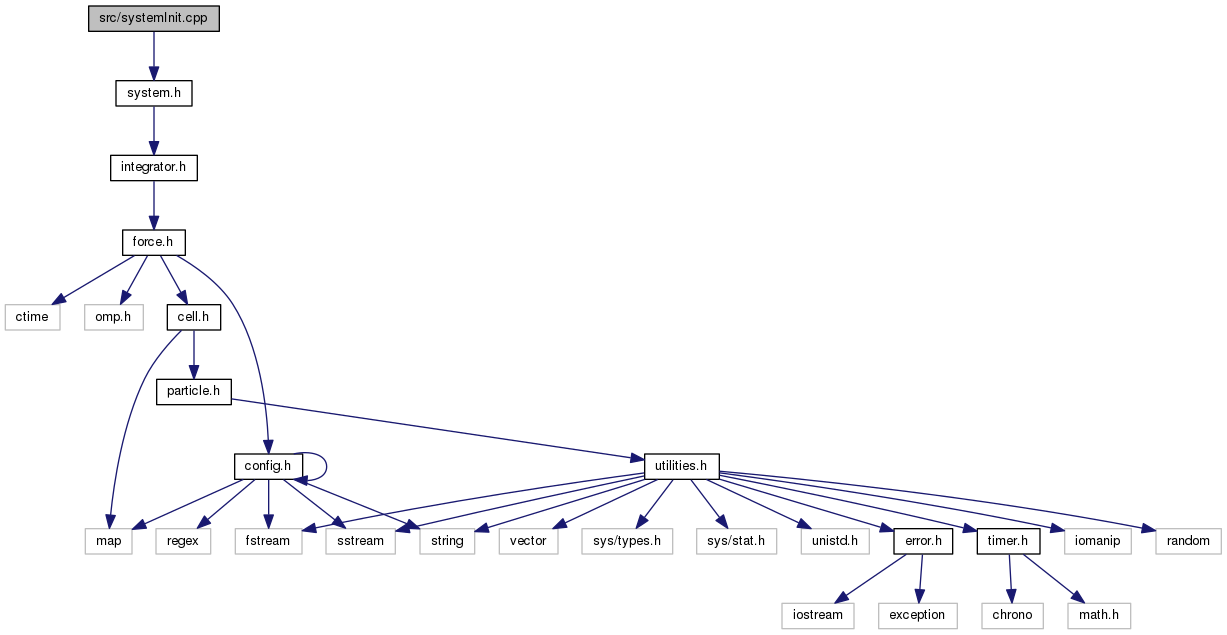 src/systemInit.cpp
system.h
integrator.h
force.h
ctime
omp.h
cell.h
particle.h
config.h
utilities.h
map
regex
fstream
sstream
string
vector
sys/types.h
sys/stat.h
unistd.h
error.h
timer.h
iomanip
random
iostream
exception
chrono
math.h